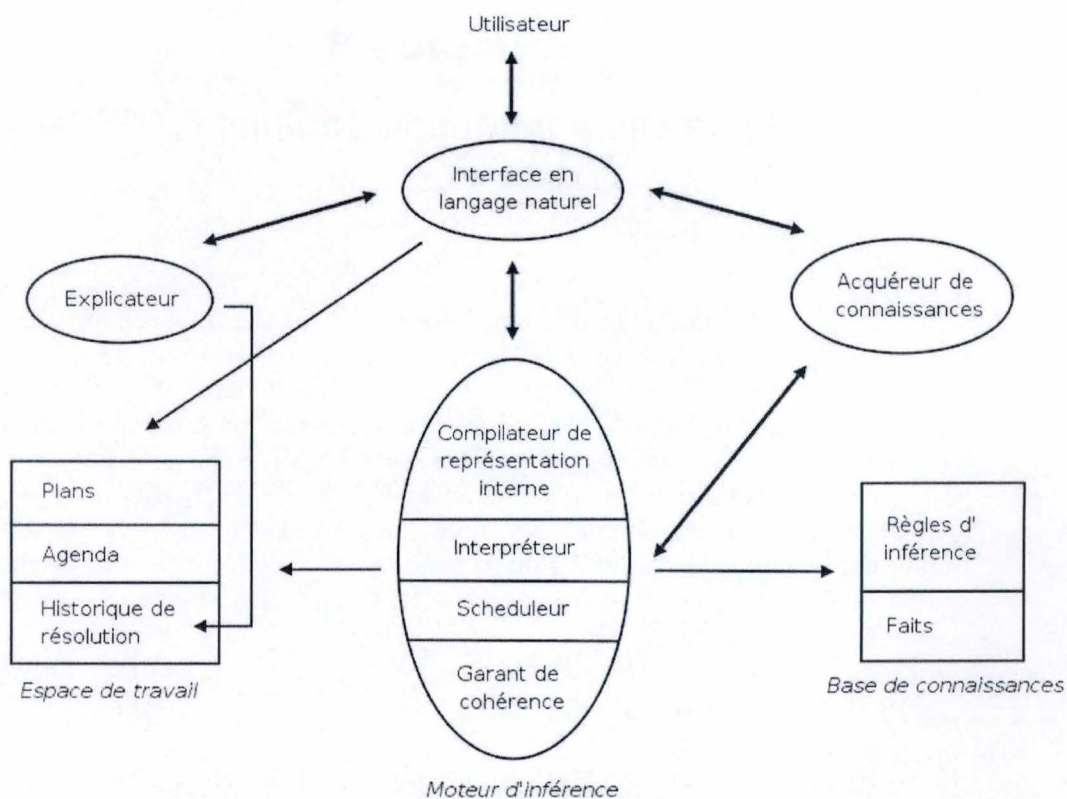 Utilisateur
Interface en
langage naturel
Explicateur
Acquéreur de
connaissances
Compilateur de
représentation
interne
Interpréteur
Scheduleur
Garant de
cohérence
Moteur d'inférence
Plans
Agenda
Historique de
résolution
Espace de travail
Règles d'
inférence
Faits
Base de connaissances